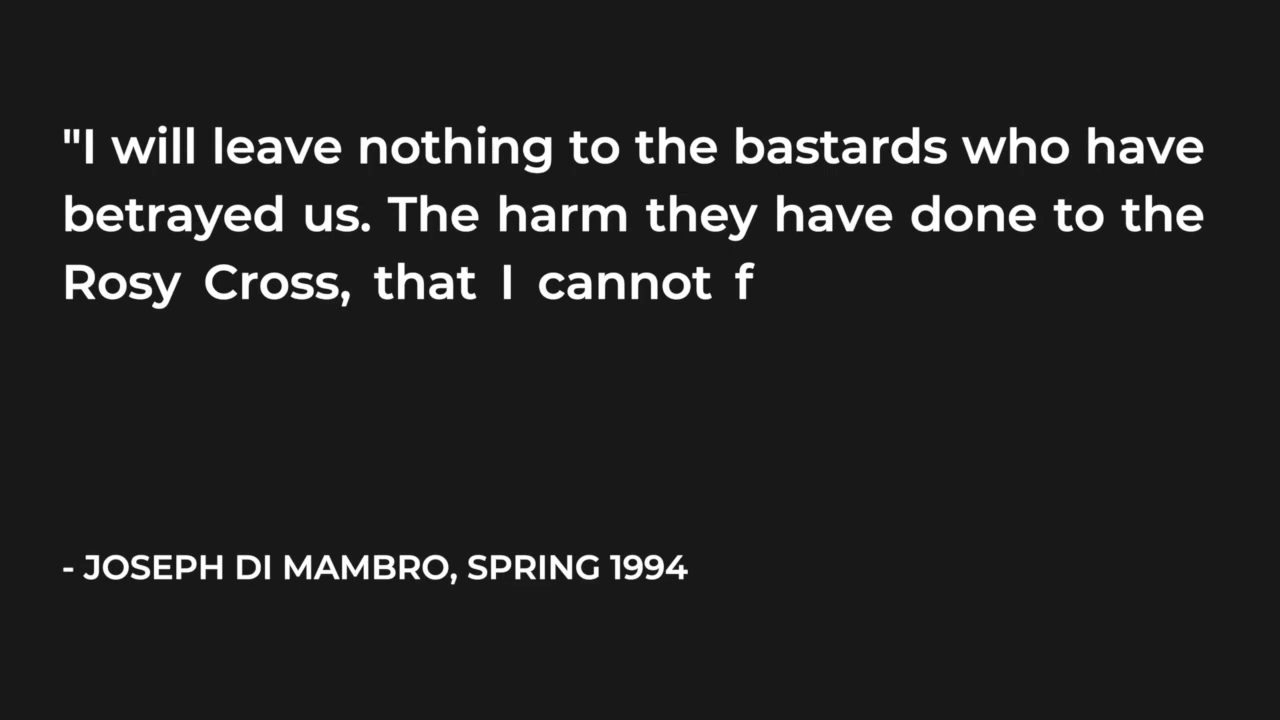 "I will leave nothing to the bastards who have
betrayed us. The harm they have done to the
Rosy Cross, that I cannot f
- JOSEPH DI MAMBRO, SPRING 1994